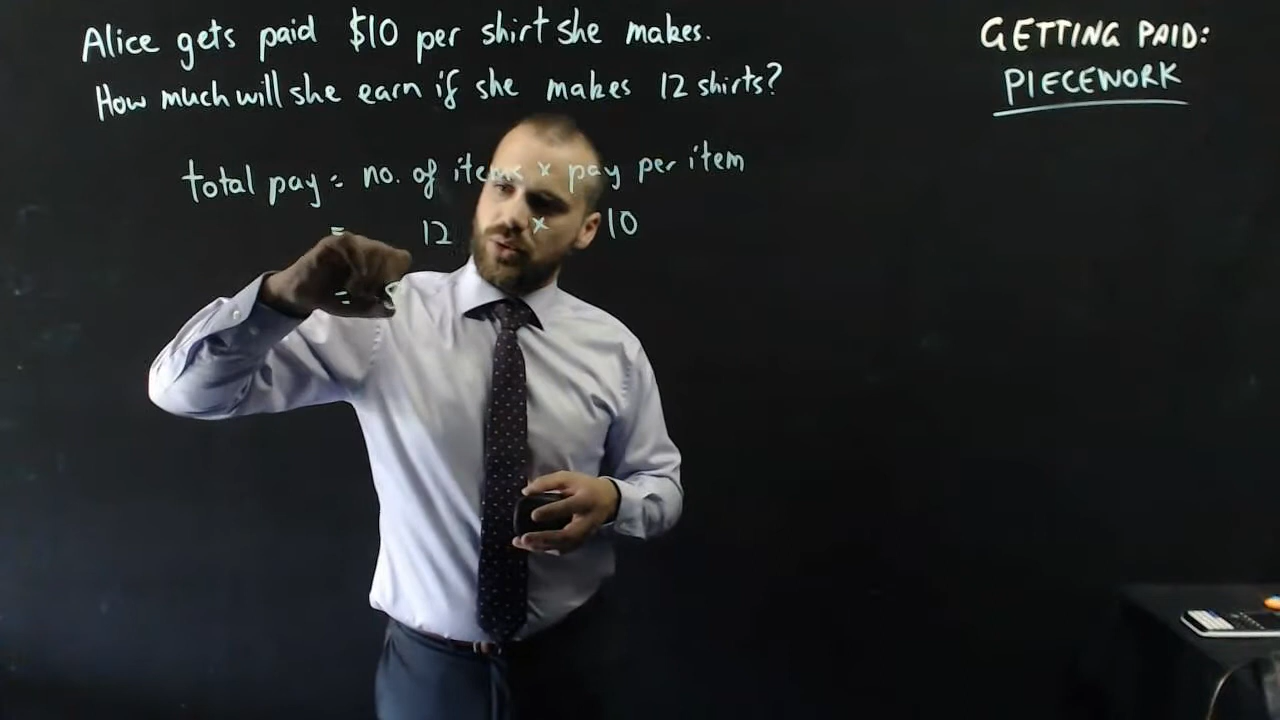 Alice gets paid $10 per shirt she makes.
How much will she earn if she makes 12 shirts?
GETTING PAID:
PIECEWORK
total pay = no. of items × pay per item
= 12 × 10
=